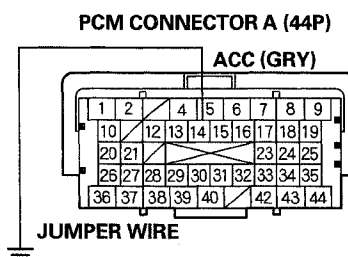 PCM CONNECTOR A (44P)
ACC (GRY)
1 2 4 5 6 7 8 9
10 12 13 14 15 16 17 18 19
20 21 23 24 25
26 27 28 29 30 31 32 33 34 35
36 37 38 39 40 42 43 44
JUMPER WIRE